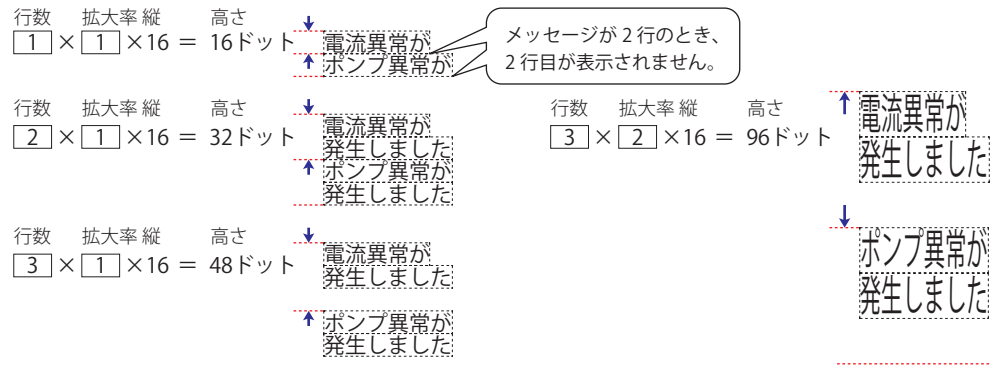 行数 拡大率 縦 高さ
1 × 1 ×16 = 16ドット
電流異常が
ポンプ異常が
メッセージが 2 行のとき、
2 行目が表示されません。
行数 拡大率 縦 高さ
2 × 1 ×16 = 32ドット
電流異常が
発生しました
ポンプ異常が
発生しました
行数 拡大率 縦 高さ
3 × 1 ×16 = 48ドット
電流異常が
発生しました
ポンプ異常が
発生しました
行数 拡大率 縦 高さ
3 × 2 ×16 = 96ドット
電流異常が
発生しました
ポンプ異常が
発生しました